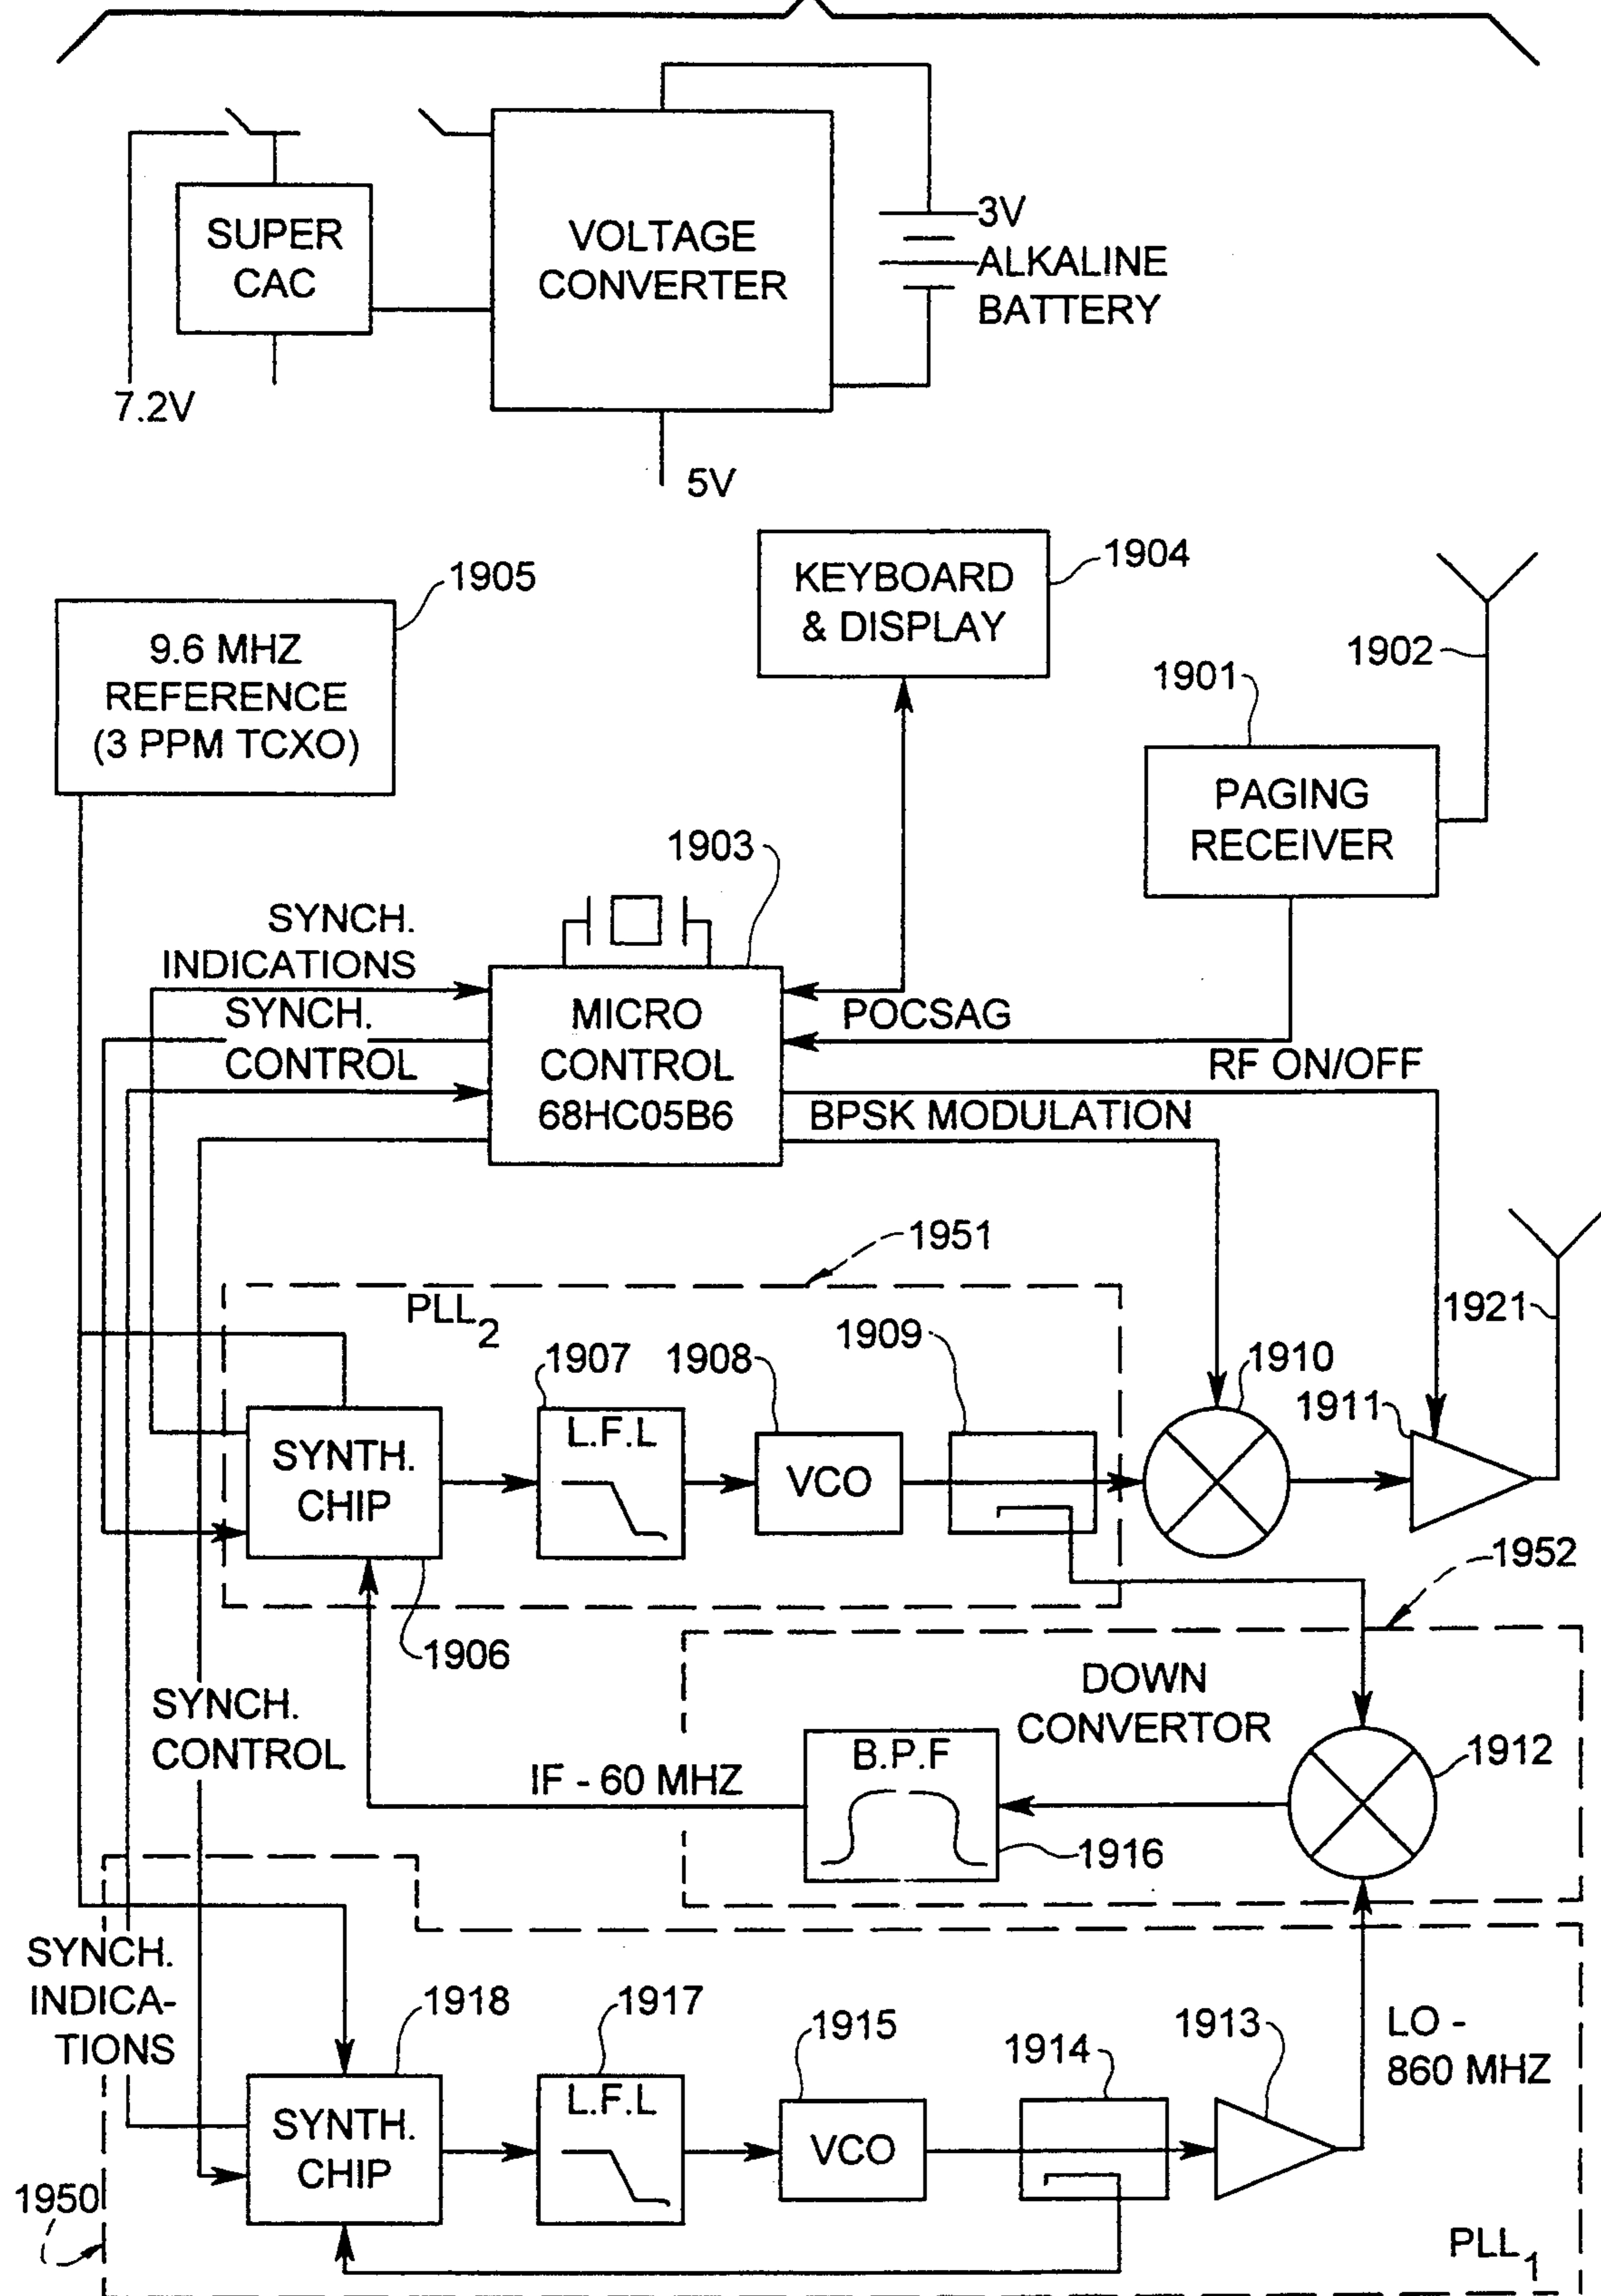 SUPER
CAC
VOLTAGE
CONVERTER
3V
ALKALINE
BATTERY
7.2V
5V
1905
9.6 MHZ
REFERENCE
(3 PPM TCXO)
KEYBOARD
& DISPLAY
1904
1902
1901
PAGING
RECEIVER
1903
SYNCH.
INDICATIONS
SYNCH.
CONTROL
MICRO
CONTROL
68HC05B6
POCSAG
RF ON/OFF
BPSK MODULATION
1951
PLL2
1907
1908
1909
1910
1911
1921
SYNTH.
CHIP
L.F.L
VCO
1906
1952
SYNCH.
CONTROL
DOWN
CONVERTOR
IF - 60 MHZ
B.P.F
1912
1916
SYNCH.
INDICA-
TIONS
1918
1917
1915
1914
1913
LO -
860 MHZ
SYNTH.
CHIP
L.F.L
VCO
1950
PLL1